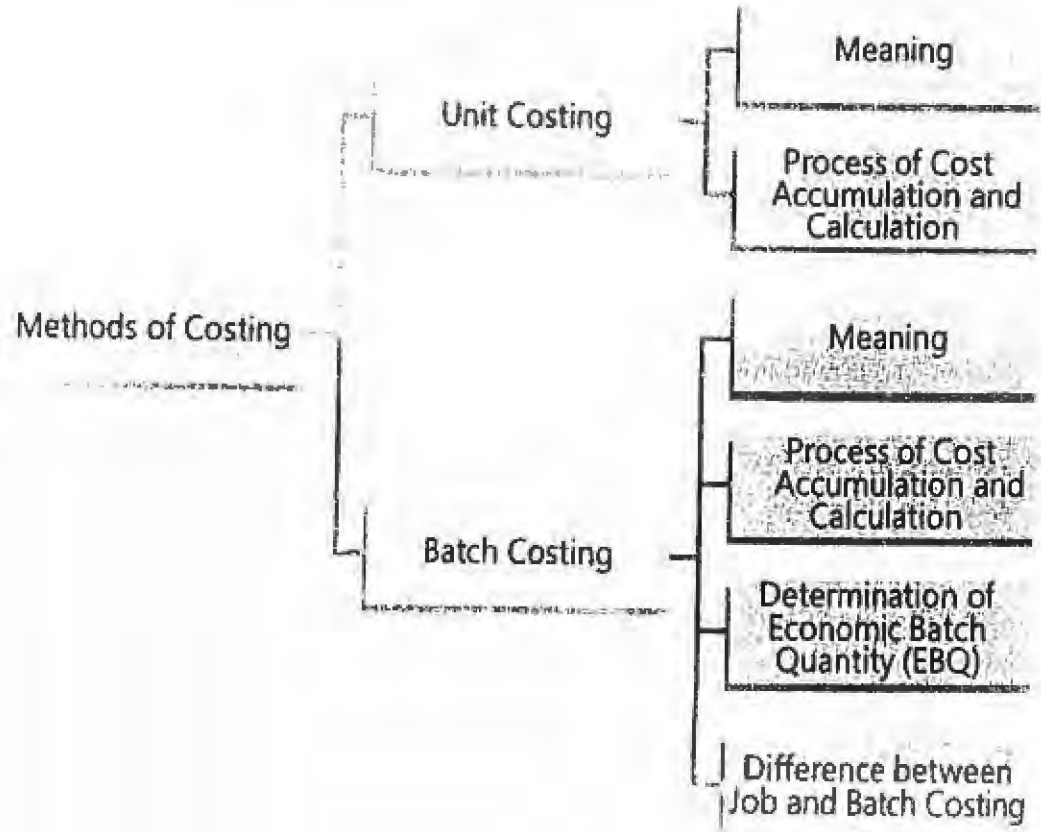 Methods of Costing
Unit Costing
Meaning
Process of Cost
Accumulation and
Calculation
Batch Costing
Meaning
Process of Cost
Accumulation and
Calculation
Determination of
Economic Batch
Quantity (EBQ)
Difference between
Job and Batch Costing